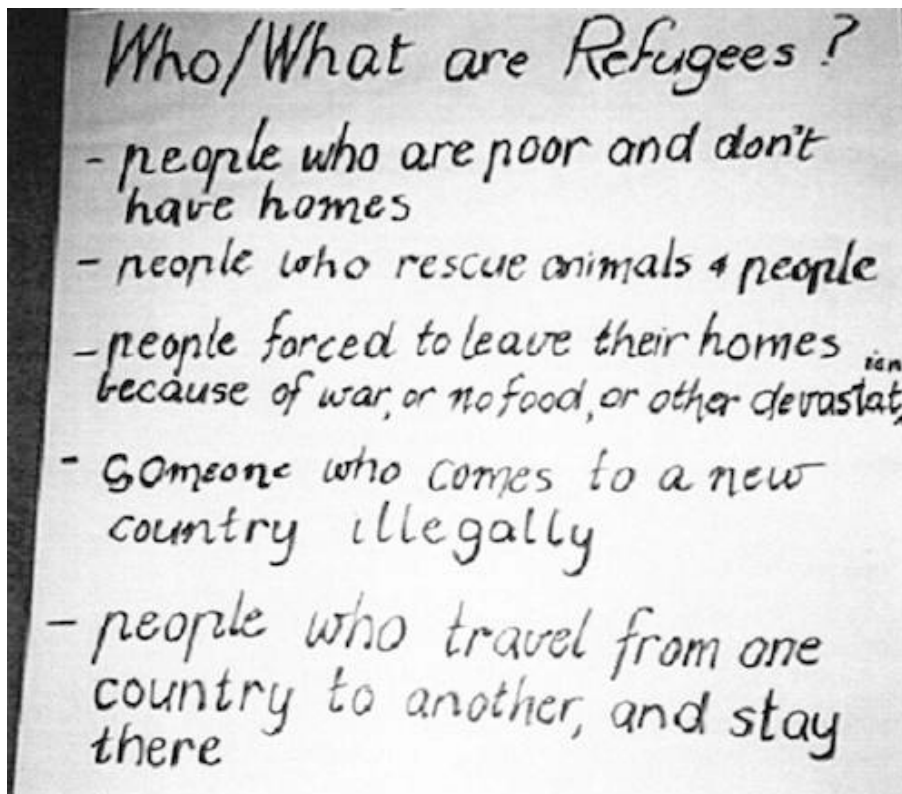 Who/What are Refugees?
- people who are poor and don't
have homes
- people who rescue animals & people
- people forced to leave their homes
because of war, or no food, or other devastation
- someone who comes to a new
country illegally
- people who travel from one
country to another, and stay
there